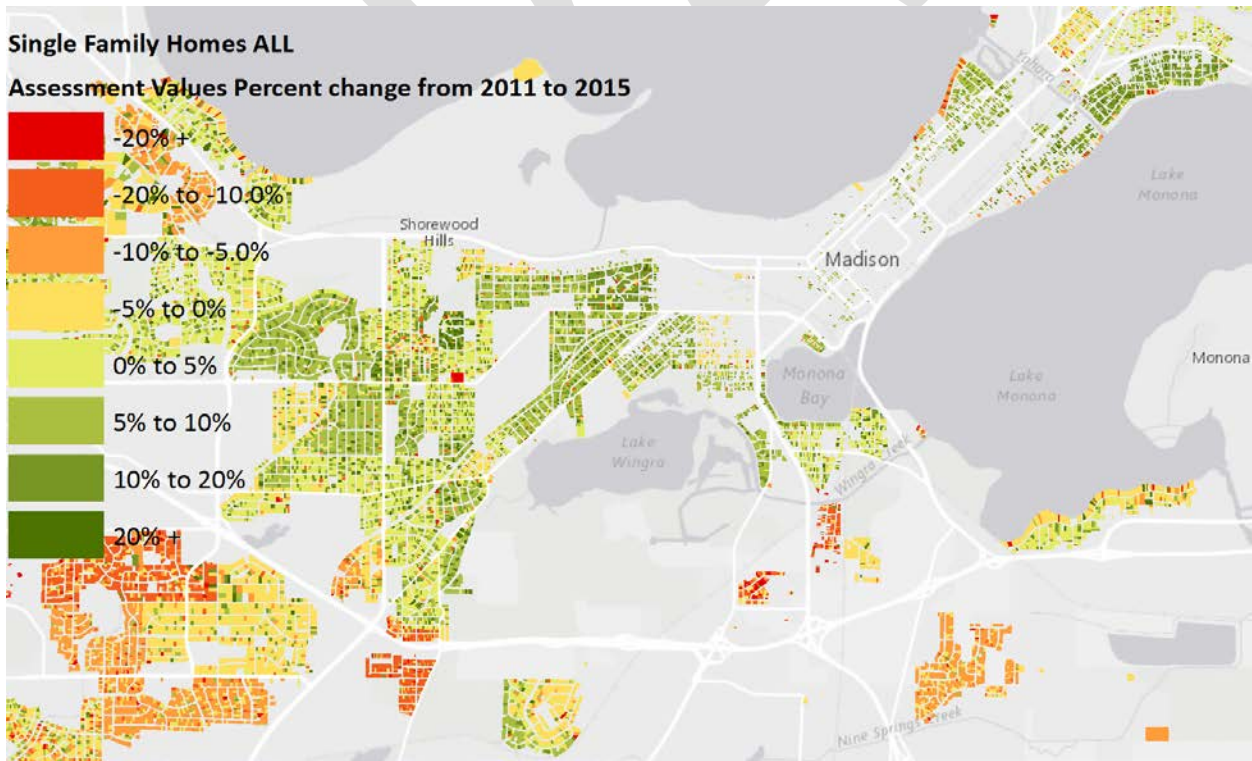 Single Family Homes ALL
Assessment Values Percent change from 2011 to 2015
-20% +
-20% to -10.0%
-10% to -5.0%
-5% to 0%
0% to 5%
5% to 10%
10% to 20%
20% +
Shorewood
Hills
Madison
Yahara
Lake
Monona
Monona
Lake
Monona
Monona
Bay
Lake
Wingra
Wingra Creek
Nine Springs Creek